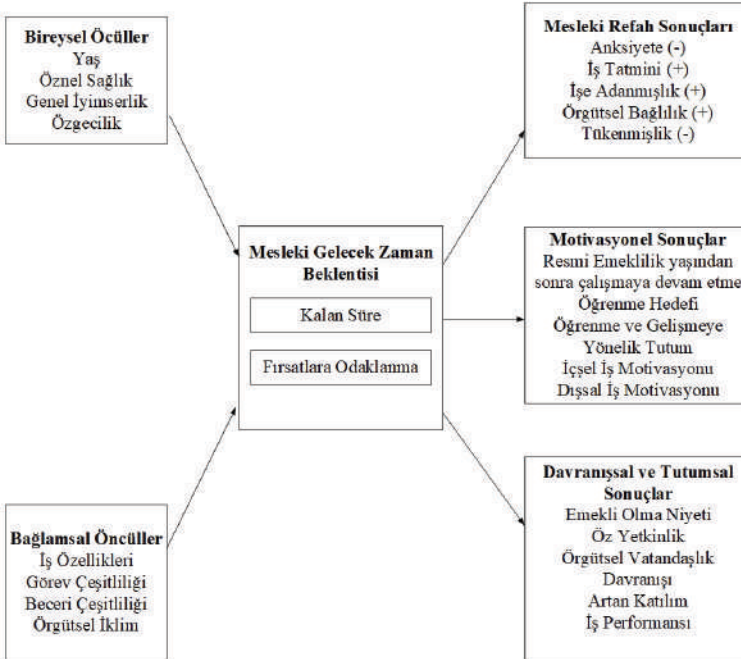 Bireysel Öcüller
Yaş
Öznel Sağlık
Genel İyimserlik
Özgecilik
Bağlamsal Öncüller
İş Özellikleri
Görev Çeşitliliği
Beceri Çeşitliliği
Örgütsel İklim
Mesleki Gelecek Zaman
Beklentisi
Kalan Süre
Fırsatlara Odaklanma
Mesleki Refah Sonuçları
Anksiyete (-)
İş Tatmini (+)
İşe Adanmışlık (+)
Örgütsel Bağlılık (+)
Tükenmişlik (-)
Motivasyonel Sonuçlar
Resmi Emeklilik yaşından
sonra çalışmaya devam etme
Öğrenme Hedefi
Öğrenme ve Gelişmeye
Yönelik Tutum
İçsel İş Motivasyonu
Dışsal İş Motivasyonu
Davranışsal ve Tutumsal
Sonuçlar
Emekli Olma Niyeti
Öz Yetkinlik
Örgütsel Vatandaşlık
Davranışı
Artan Katılım
İş Performansı